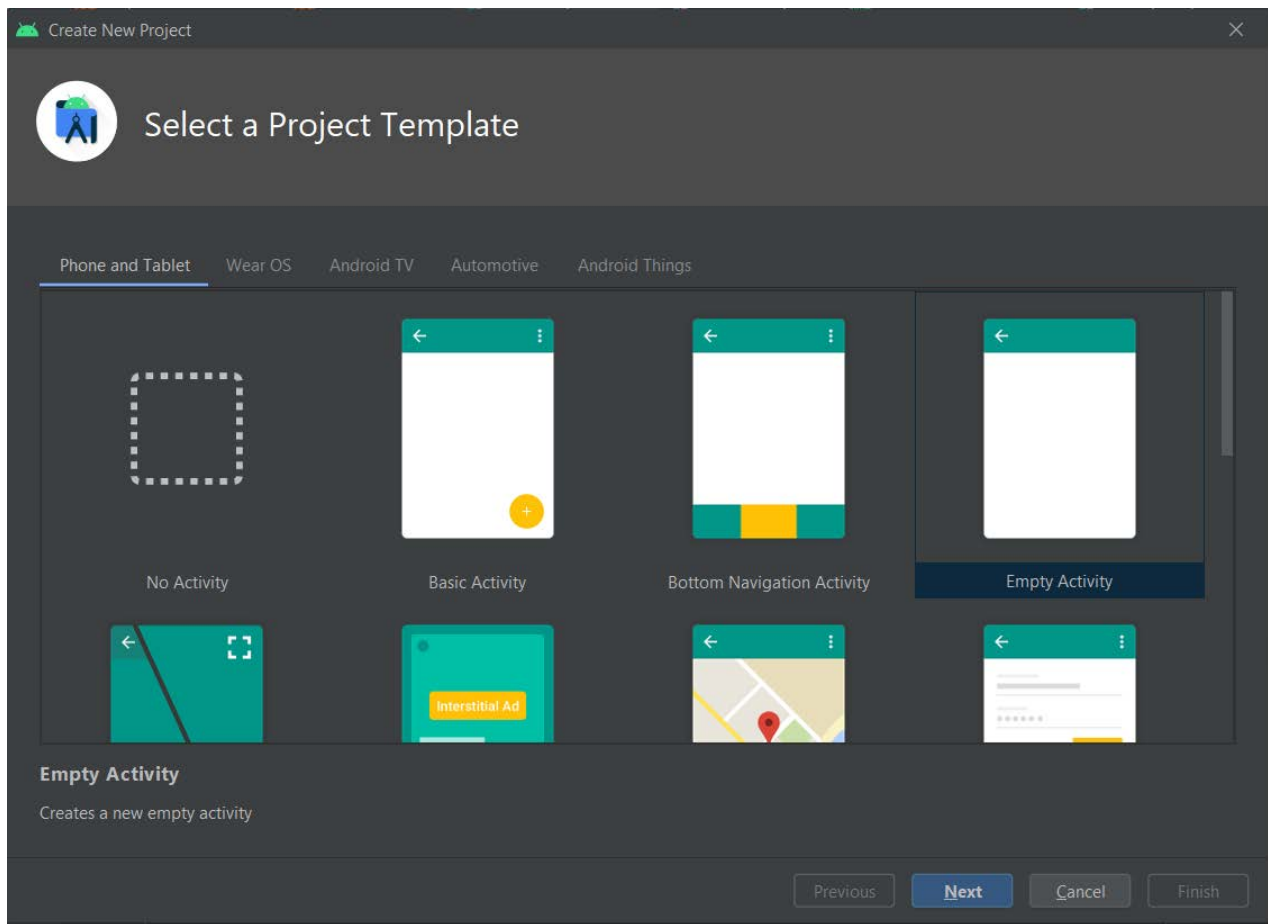 Create New Project
Select a Project Template
Phone and Tablet Wear OS Android TV Automotive Android Things
No Activity Basic Activity Bottom Navigation Activity Empty Activity
Interstitial Ad
Empty Activity
Creates a new empty activity
Previous Next Cancel Finish